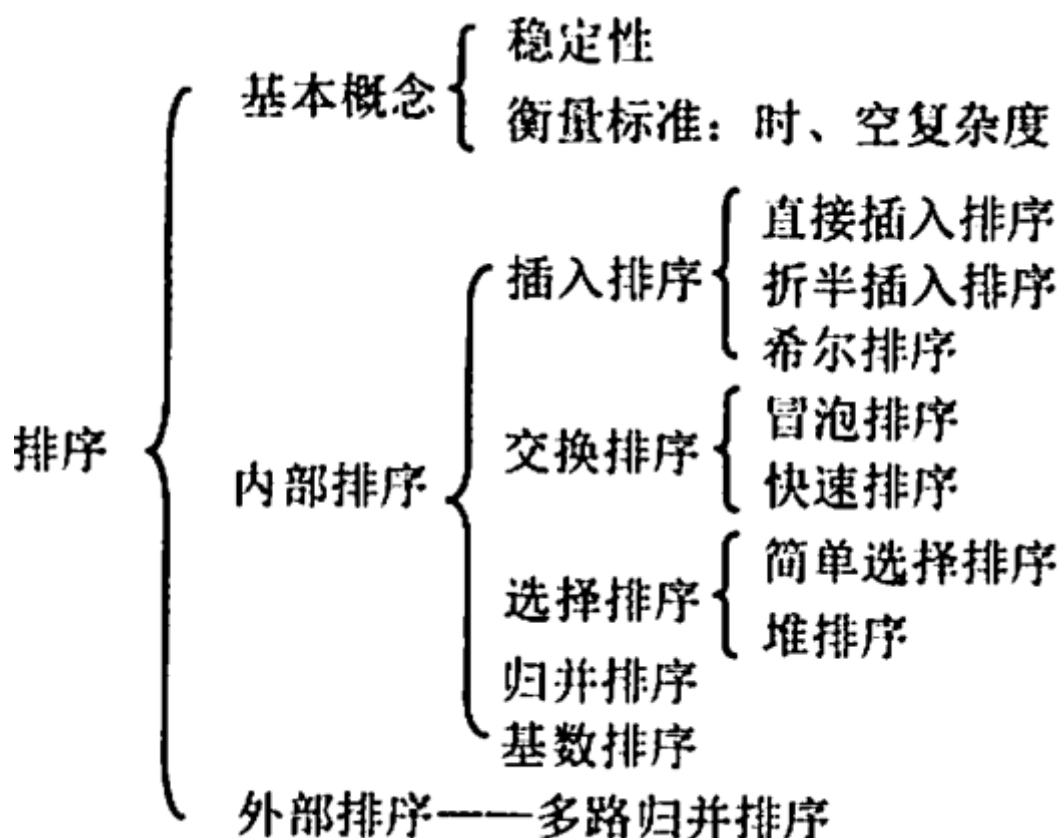 稳定性
基本概念
衡量标准：时、空复杂度
直接插入排序
插入排序
折半插入排序
希尔排序
冒泡排序
排序
交换排序
内部排序
快速排序
简单选择排序
选择排序
堆排序
归并排序
基数排序
外部排序——多路归并排序